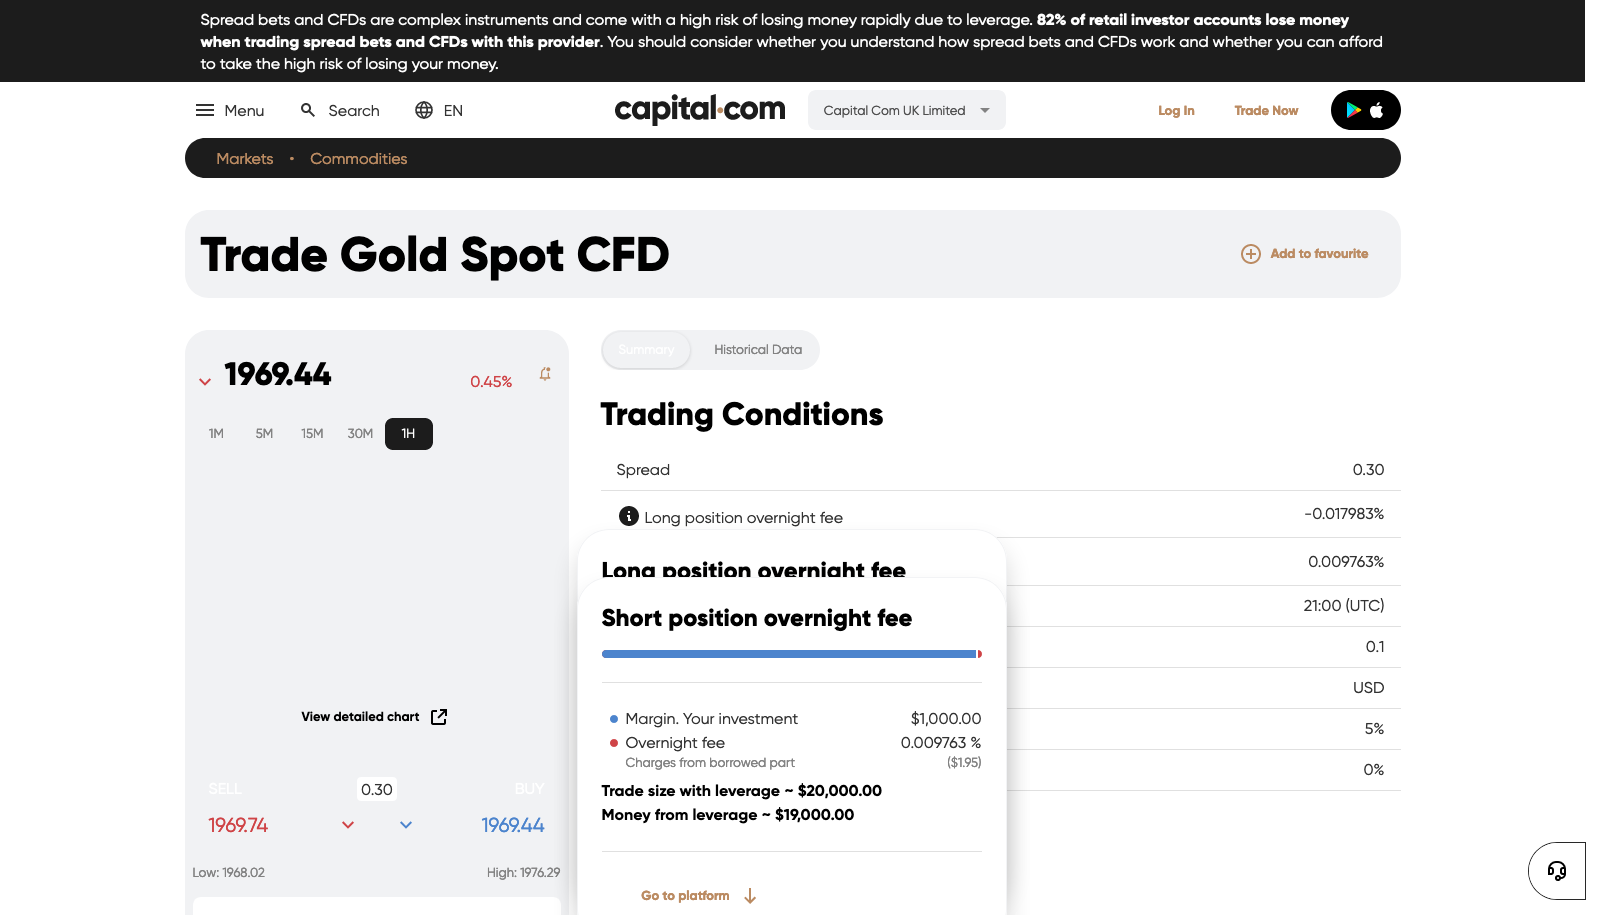 Spread bets and CFDs are complex instruments and come with a high risk of losing money rapidly due to leverage. 82% of retail investor accounts lose money
when trading spread bets and CFDs with this provider. You should consider whether you understand how spread bets and CFDs work and whether you can afford
to take the high risk of losing your money.
Menu Search EN capital.com Capital Com UK Limited Log In Trade Now
Markets • Commodities
Trade Gold Spot CFD
Add to favourite
1969.44 0.45%
1M 5M 15M 30M 1H
View detailed chart
SELL 0.30 BUY
1969.74 1969.44
Low: 1968.02 High: 1976.29
Summary Historical Data
Trading Conditions
Spread 0.30
Long position overnight fee -0.017983%
0.009763%
21:00 (UTC)
0.1
USD
5%
0%
Long position overnight fee
Short position overnight fee
Margin. Your investment $1,000.00
Overnight fee 0.009763 %
Charges from borrowed part ($1.95)
Trade size with leverage ~ $20,000.00
Money from leverage ~ $19,000.00
Go to platform